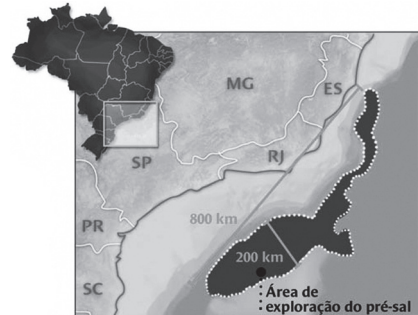 MG
ES
SP
RJ
800 km
PR
200 km
SC
Área de
exploração do pré-sal